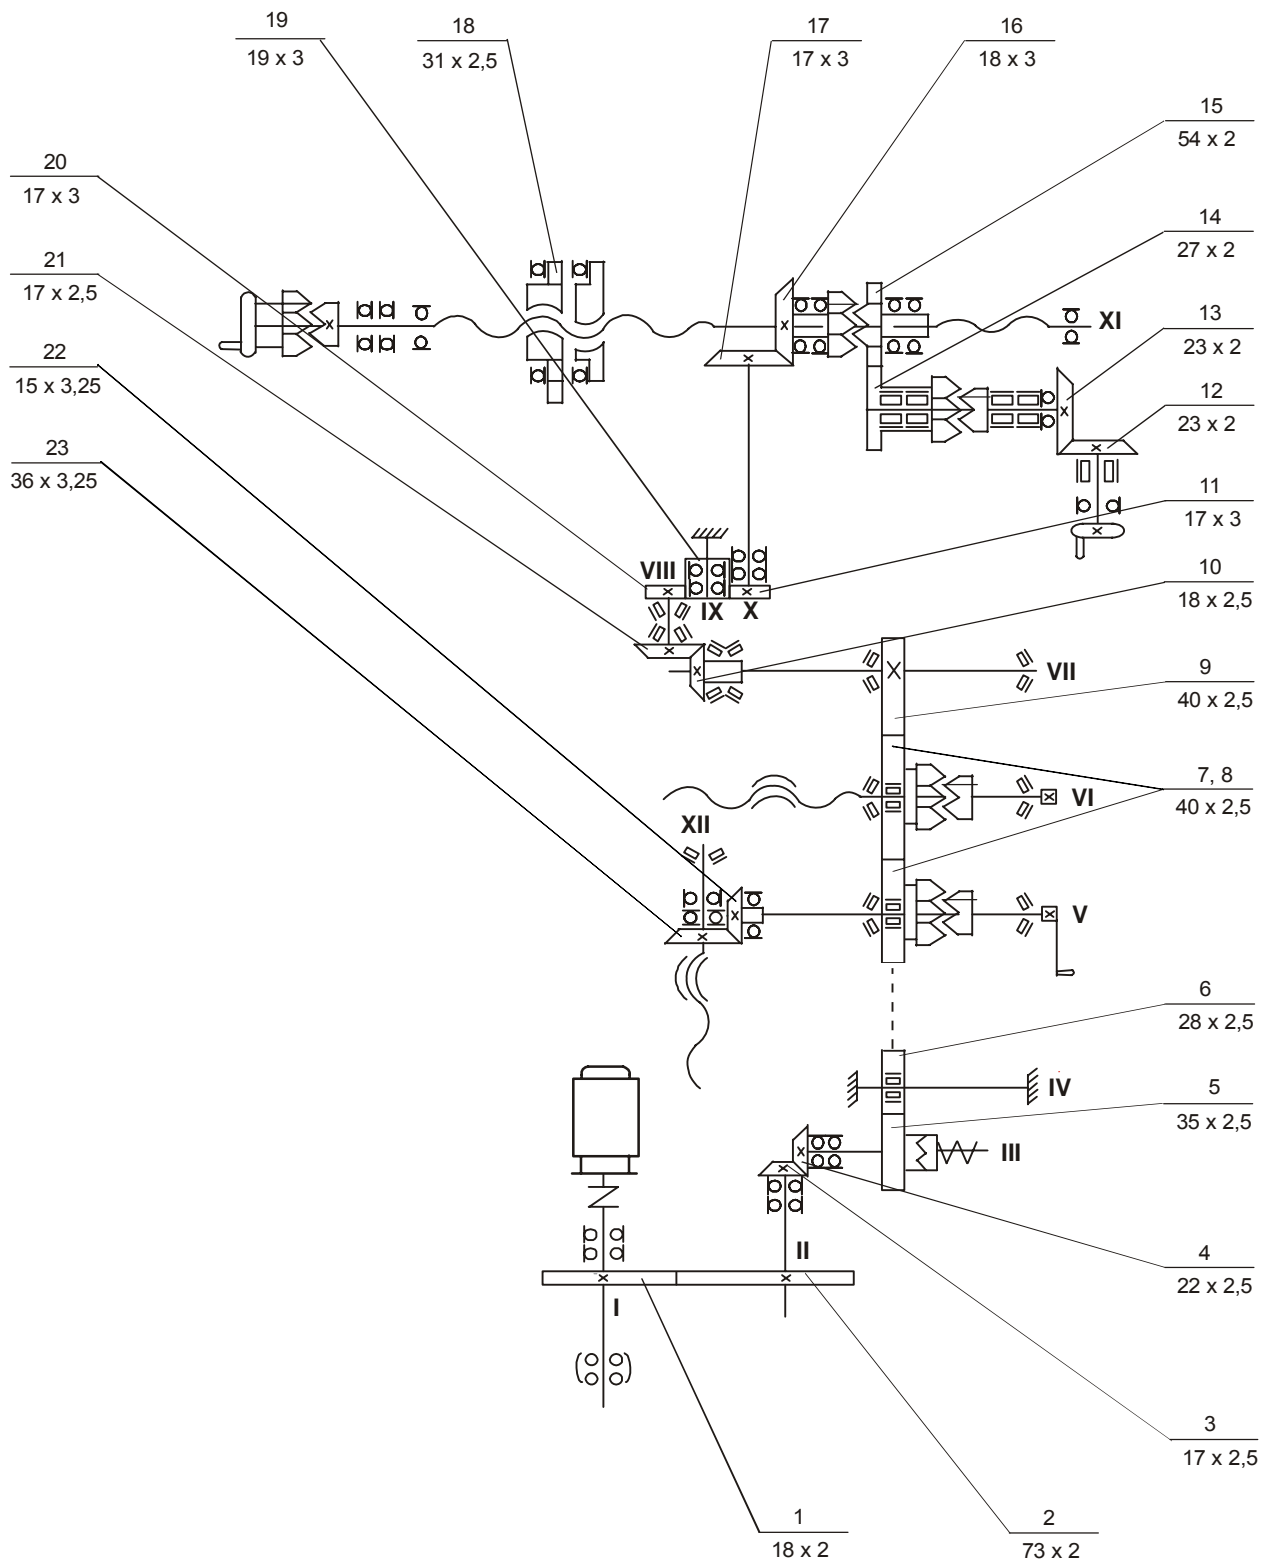 19
19 x 3
18
31 x 2,5
17
17 x 3
16
18 x 3
15
54 x 2
20
17 x 3
14
27 x 2
21
17 x 2,5
XI
13
23 x 2
22
15 x 3,25
12
23 x 2
23
36 x 3,25
11
17 x 3
VIII
IX
X
10
18 x 2,5
VII
9
40 x 2,5
7, 8
40 x 2,5
VI
XII
V
6
28 x 2,5
IV
5
35 x 2,5
III
4
22 x 2,5
II
I
3
17 x 2,5
1
18 x 2
2
73 x 2